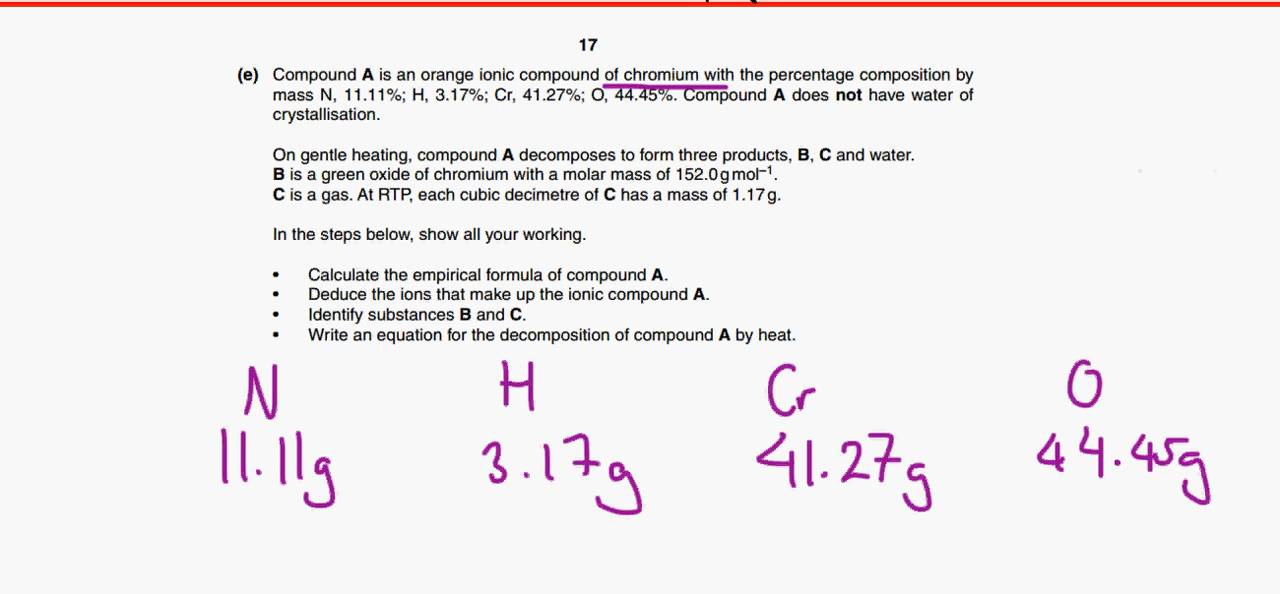 17
(e) Compound A is an orange ionic compound of chromium with the percentage composition by
mass N, 11.11%; H, 3.17%; Cr, 41.27%; O, 44.45%. Compound A does not have water of
crystallisation.
On gentle heating, compound A decomposes to form three products, B, C and water.
B is a green oxide of chromium with a molar mass of 152.0 g mol⁻¹.
C is a gas. At RTP, each cubic decimetre of C has a mass of 1.17 g.
In the steps below, show all your working.
• Calculate the empirical formula of compound A.
• Deduce the ions that make up the ionic compound A.
• Identify substances B and C.
• Write an equation for the decomposition of compound A by heat.
N H Cr O
11.11g 3.17g 41.27g 44.45g